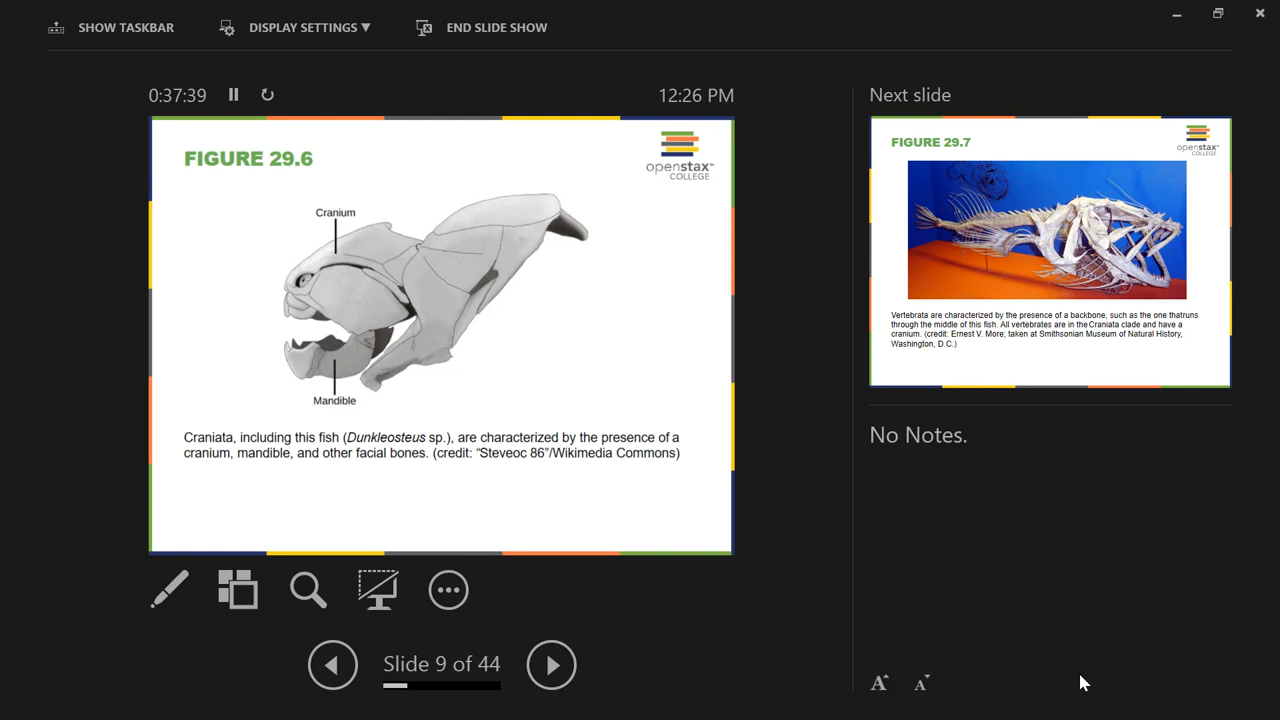 SHOW TASKBAR
DISPLAY SETTINGS ▼
END SLIDE SHOW
0:37:39
12:26 PM
FIGURE 29.6
openstax™
COLLEGE
Cranium
Mandible
Craniata, including this fish (Dunkleosteus sp.), are characterized by the presence of a
cranium, mandible, and other facial bones. (credit: “Steveoc 86”/Wikimedia Commons)
Slide 9 of 44
Next slide
FIGURE 29.7
openstax™
COLLEGE
Vertebrata are characterized by the presence of a backbone, such as the one thatruns
through the middle of this fish. All vertebrates are in the Craniata clade and have a
cranium. (credit: Ernest V. More; taken at Smithsonian Museum of Natural History,
Washington, D.C.)
No Notes.
A A